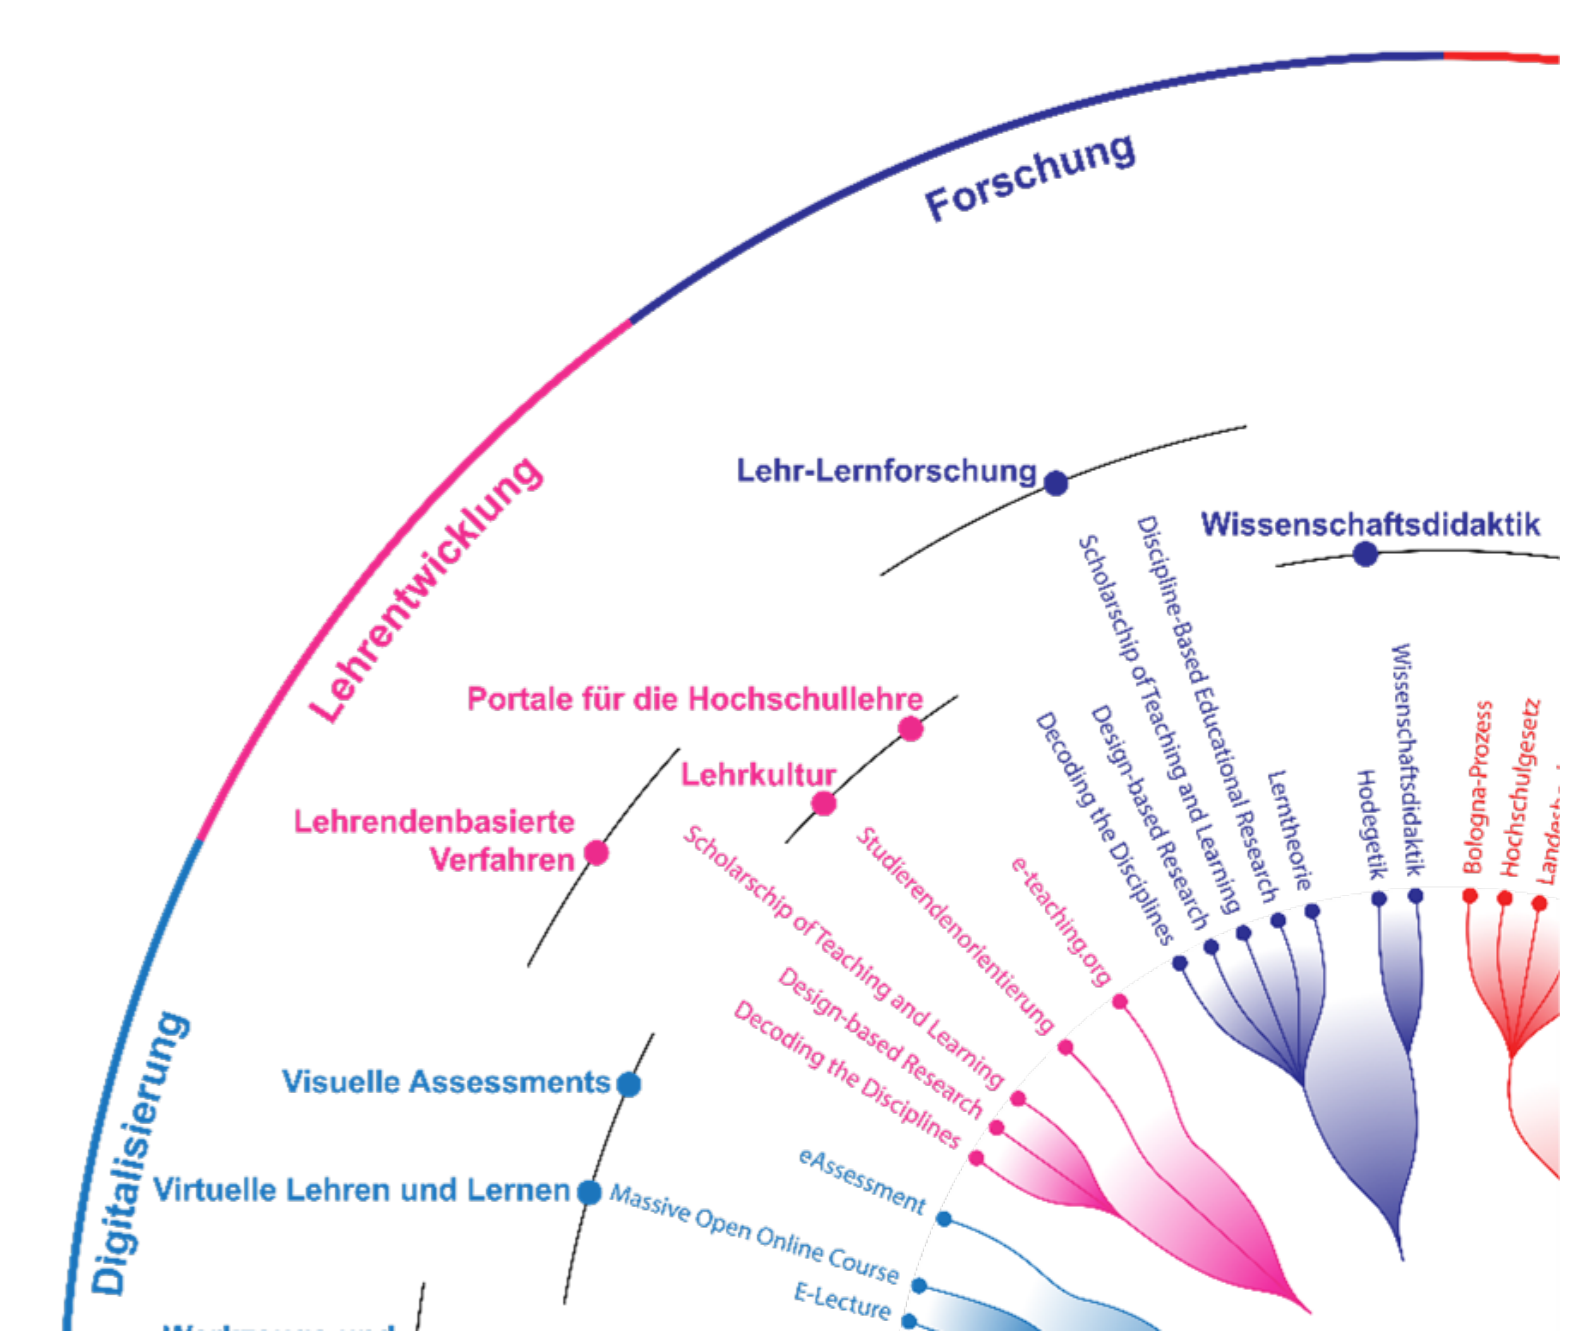 Forschung
Lehrentwicklung
Digitalisierung
Lehr-Lernforschung
Wissenschaftsdidaktik
Portale für die Hochschullehre
Lehrkultur
Lehrendenbasierte
Verfahren
Visuelle Assessments
Virtuelle Lehren und Lernen
Werkzeuge und
E-Lecture
Massive Open Online Course
eAssessment
Decoding the Disciplines
Design-based Research
Scholarschip of Teaching and Learning
Studierendenorientierung
e-teaching.org
Decoding the Disciplines
Design-based Research
Scholarschip of Teaching and Learning
Discipline-Based Educational Research
Lerntheorie
Hodegetik
Wissenschaftsdidaktik
Bologna-Prozess
Hochschulgesetz